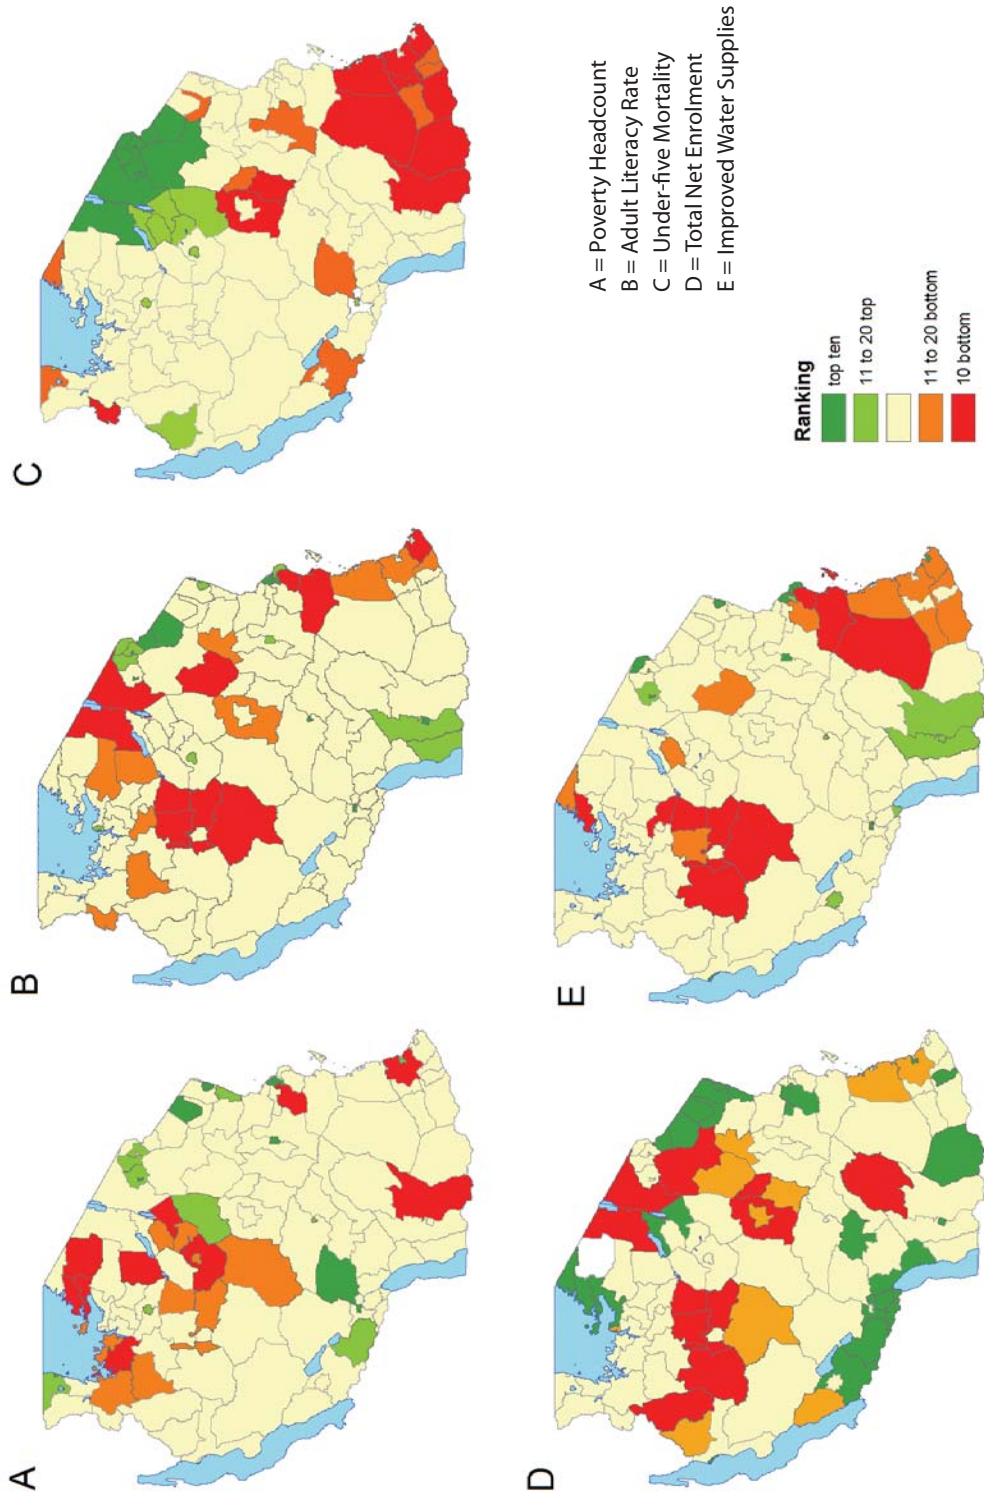 A
B
C
D
E
A = Poverty Headcount
B = Adult Literacy Rate
C = Under-five Mortality
D = Total Net Enrolment
E = Improved Water Supplies
Ranking
top ten
11 to 20 top
11 to 20 bottom
10 bottom